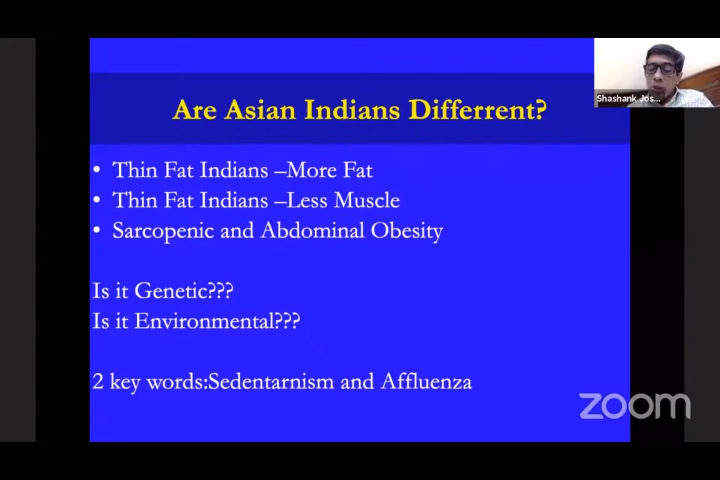 Shashank Jos...
Are Asian Indians Differrent?
• Thin Fat Indians –More Fat
• Thin Fat Indians –Less Muscle
• Sarcopenic and Abdominal Obesity
Is it Genetic???
Is it Environmental???
2 key words:Sedentarnism and Affluenza
zoom